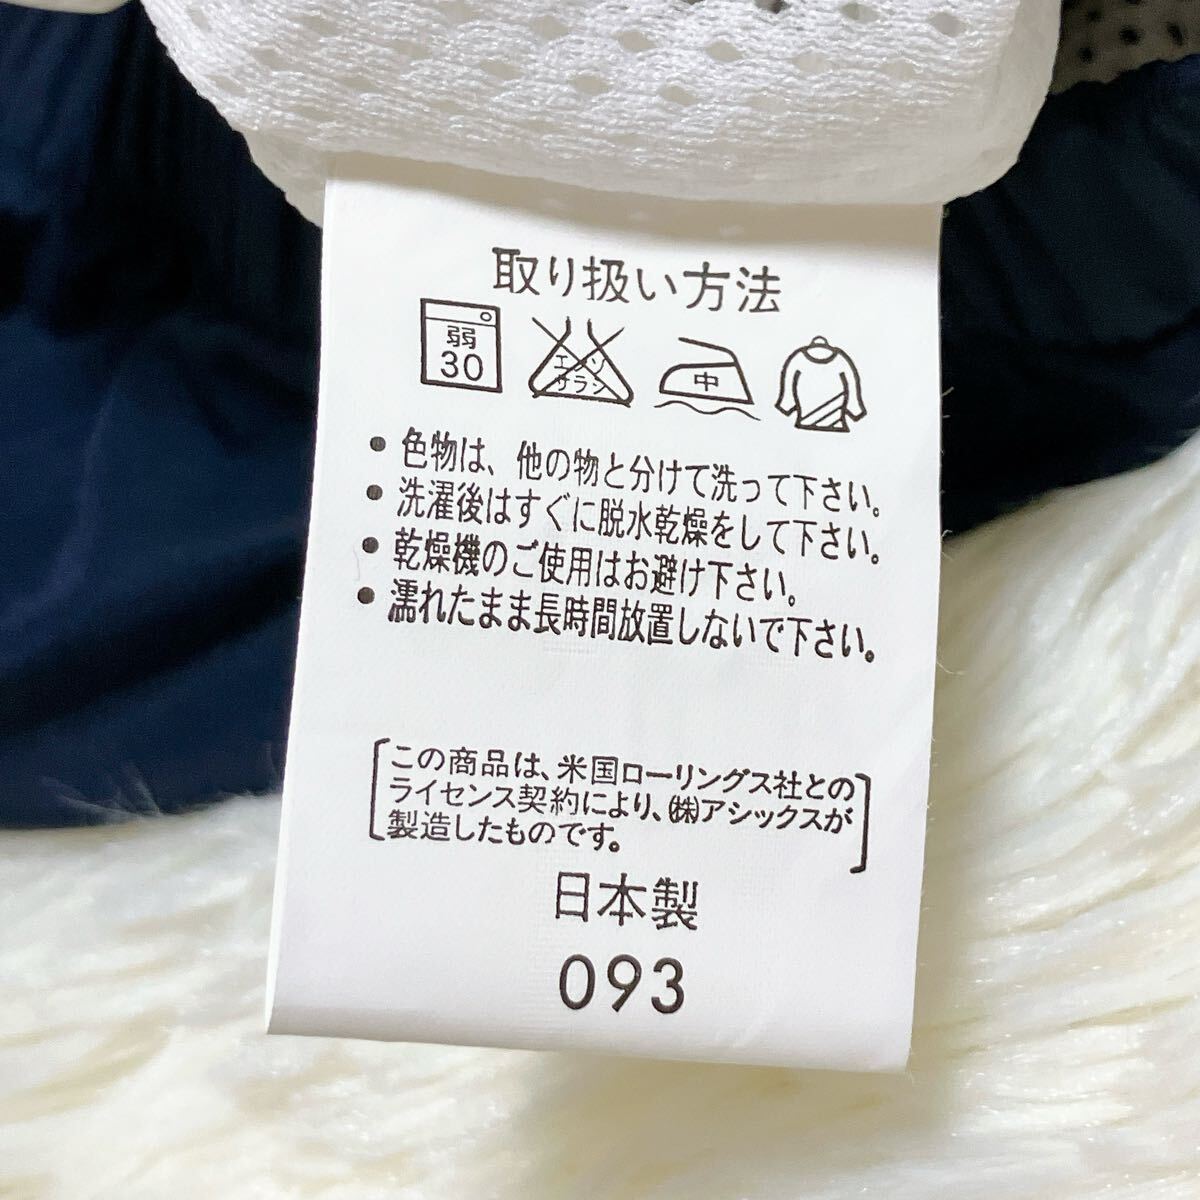 取り扱い方法
弱
30
エンソ
サラシ
中
• 色物は、他の物と分けて洗って下さい。
• 洗濯後はすぐに脱水乾燥をして下さい。
• 乾燥機のご使用はお避け下さい。
• 濡れたまま長時間放置しないで下さい。
この商品は、米国ローリングス社との
ライセンス契約により、㈱アシックスが
製造したものです。
日本製
093